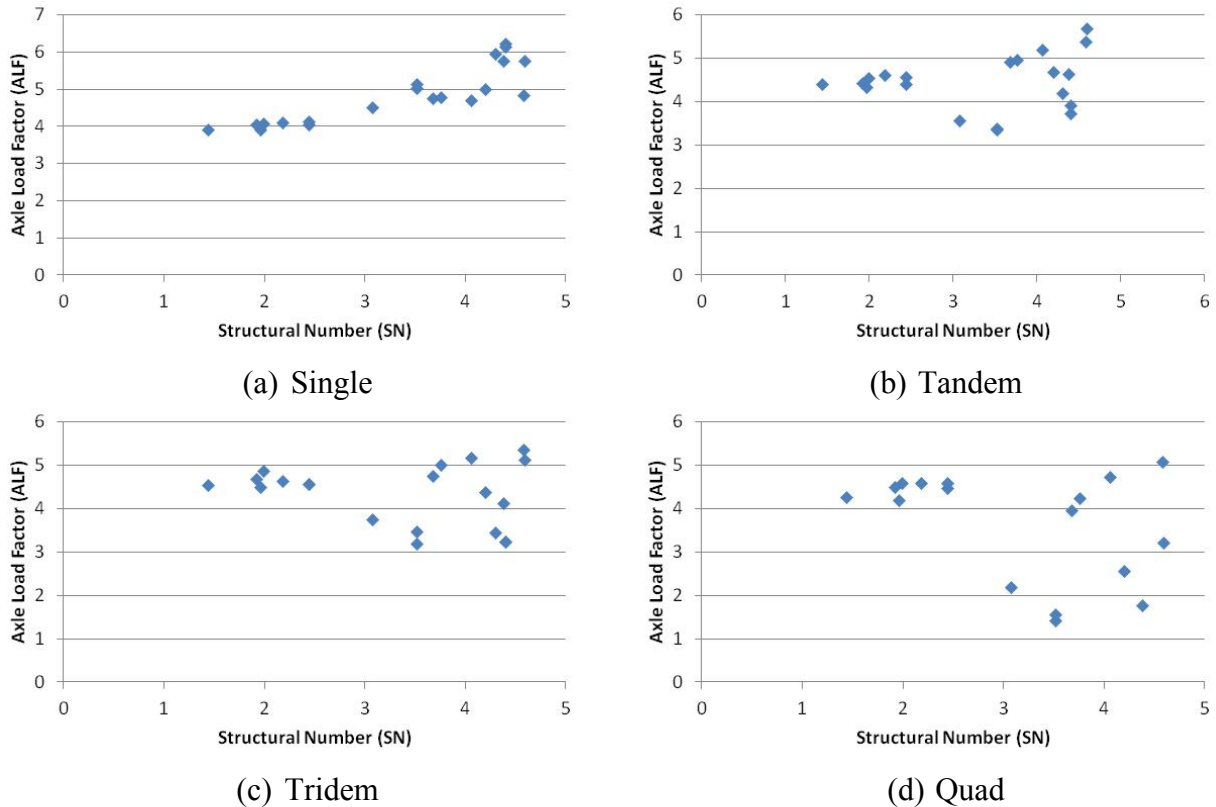 Axle Load Factor (ALF)
7
6
5
4
3
2
1
0
0 1 2 3 4 5
Structural Number (SN)
(a) Single
Axle Load Factor (ALF)
6
5
4
3
2
1
0
0 1 2 3 4 5 6
Structural Number (SN)
(b) Tandem
Axle Load Factor (ALF)
6
5
4
3
2
1
0
0 1 2 3 4 5
Structural Number (SN)
(c) Tridem
Axle Load Factor (ALF)
6
5
4
3
2
1
0
0 1 2 3 4 5
Structural Number (SN)
(d) Quad